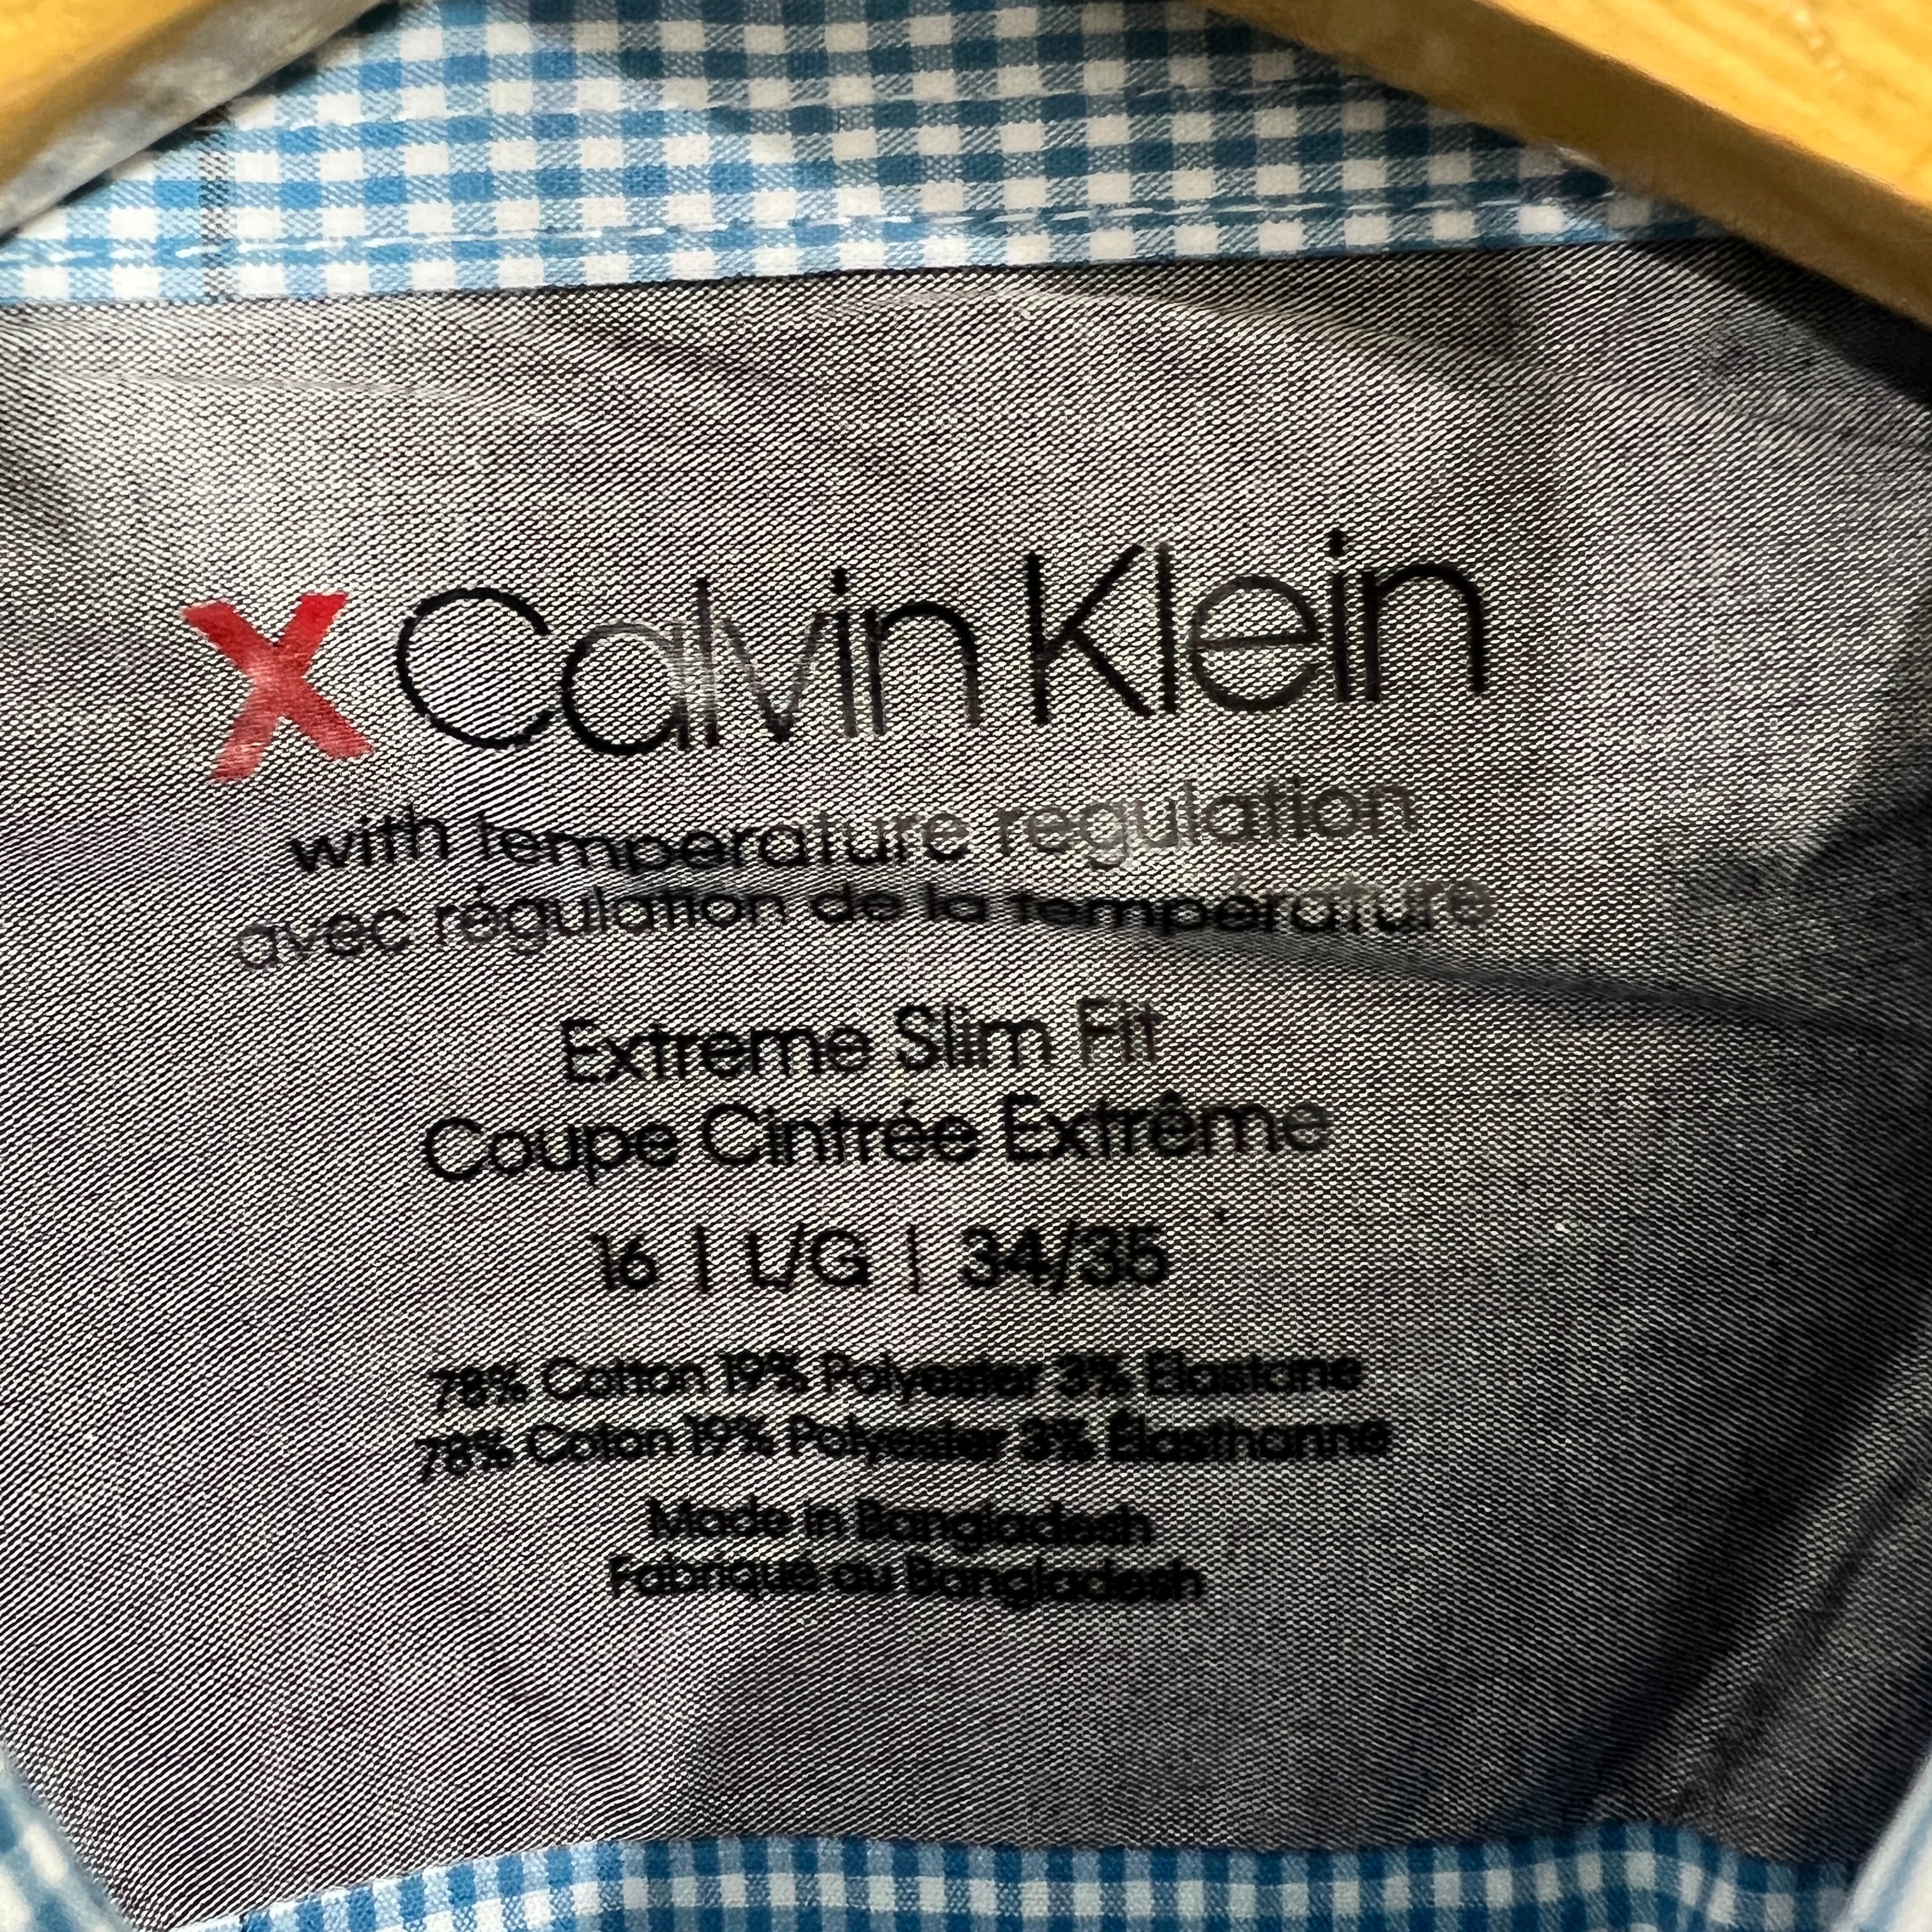 X Calvin Klein
with temperature regulation
avec régulation de la température
Extreme Slim Fit
Coupe Cintrée Extrême
16 | L/G | 34/35
78% Cotton 19% Polyester 3% Elastane
78% Coton 19% Polyester 3% Élasthanne
Made in Bangladesh
Fabriqué au Bangladesh